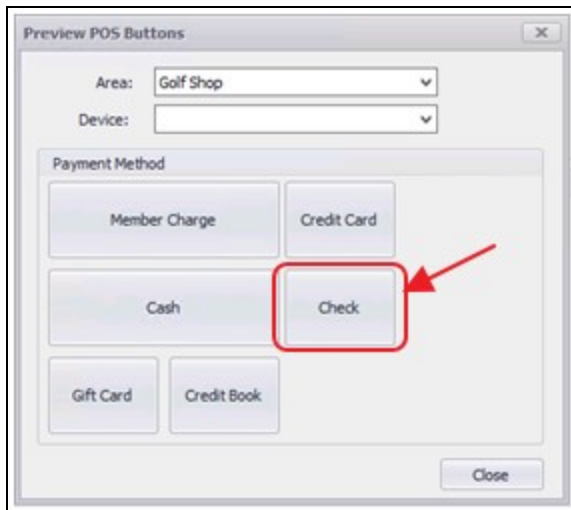 Preview POS Buttons
Area: Golf Shop
Device:
Payment Method
Member Charge Credit Card
Cash Check
Gift Card Credit Book
Close